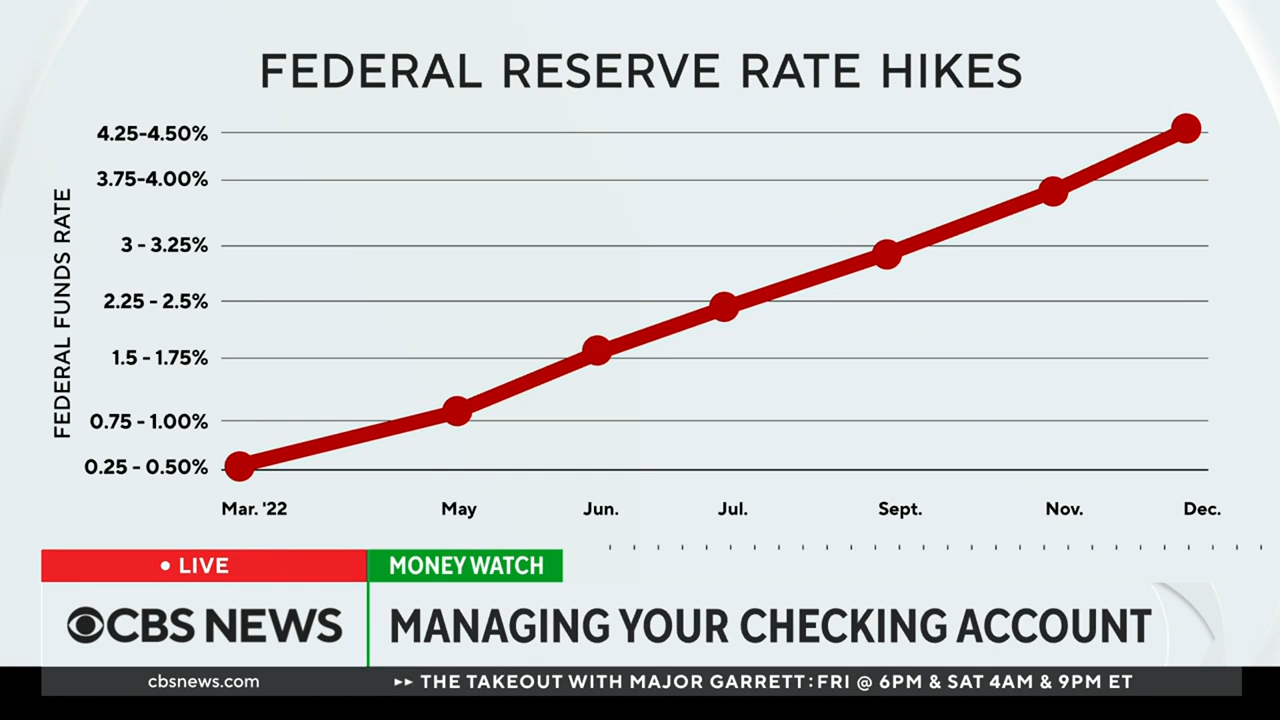 FEDERAL RESERVE RATE HIKES
FEDERAL FUNDS RATE
4.25-4.50%
3.75-4.00%
3 - 3.25%
2.25 - 2.5%
1.5 - 1.75%
0.75 - 1.00%
0.25 - 0.50%
Mar. '22 May Jun. Jul. Sept. Nov. Dec.
• LIVE MONEY WATCH
CBS NEWS MANAGING YOUR CHECKING ACCOUNT
cbsnews.com THE TAKEOUT WITH MAJOR GARRETT: FRI @ 6PM & SAT 4AM & 9PM ET